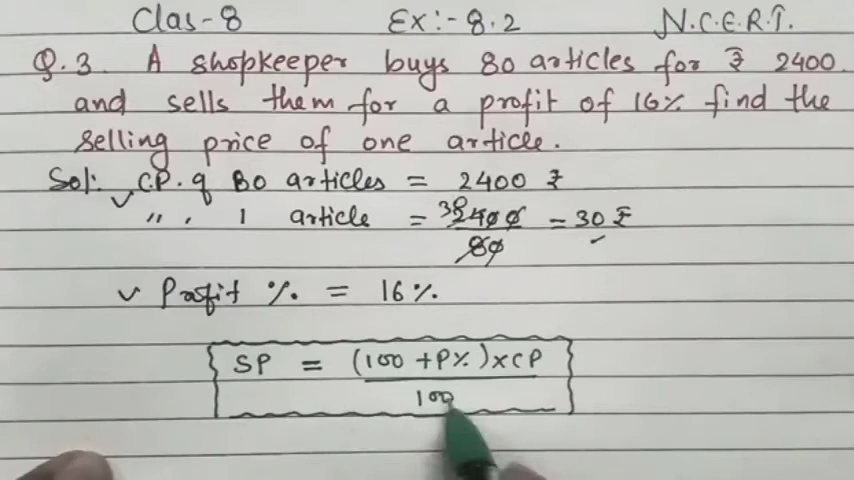 Clas-8 Ex:- 8.2 N.C.E.R.T.
Q.3. A shopkeeper buys 80 articles for ₹ 2400
and sells them for a profit of 16% find the
selling price of one article.
Sol: C.P. of 80 articles = 2400 ₹
✓ ,, , 1 article = 2400/80 = 30 ₹
✓ Profit % = 16%
SP = (100 + P%) × CP
100